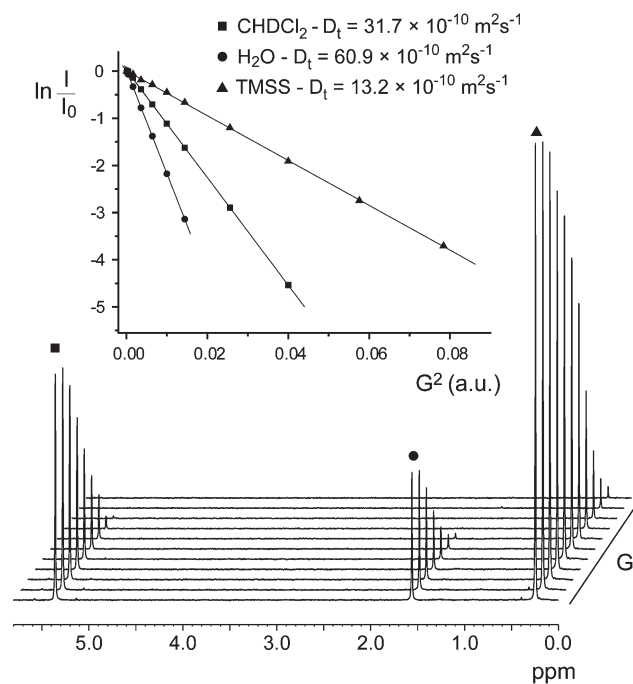 ■ CHDCl₂ - Dₜ = 31.7 × 10⁻¹⁰ m²s⁻¹
● H₂O - Dₜ = 60.9 × 10⁻¹⁰ m²s⁻¹
▲ TMSS - Dₜ = 13.2 × 10⁻¹⁰ m²s⁻¹
ln I/I₀
0
-1
-2
-3
-4
-5
0.00 0.02 0.04 0.06 0.08
G² (a.u.)
G
5.0 4.0 3.0 2.0 1.0 0.0
ppm